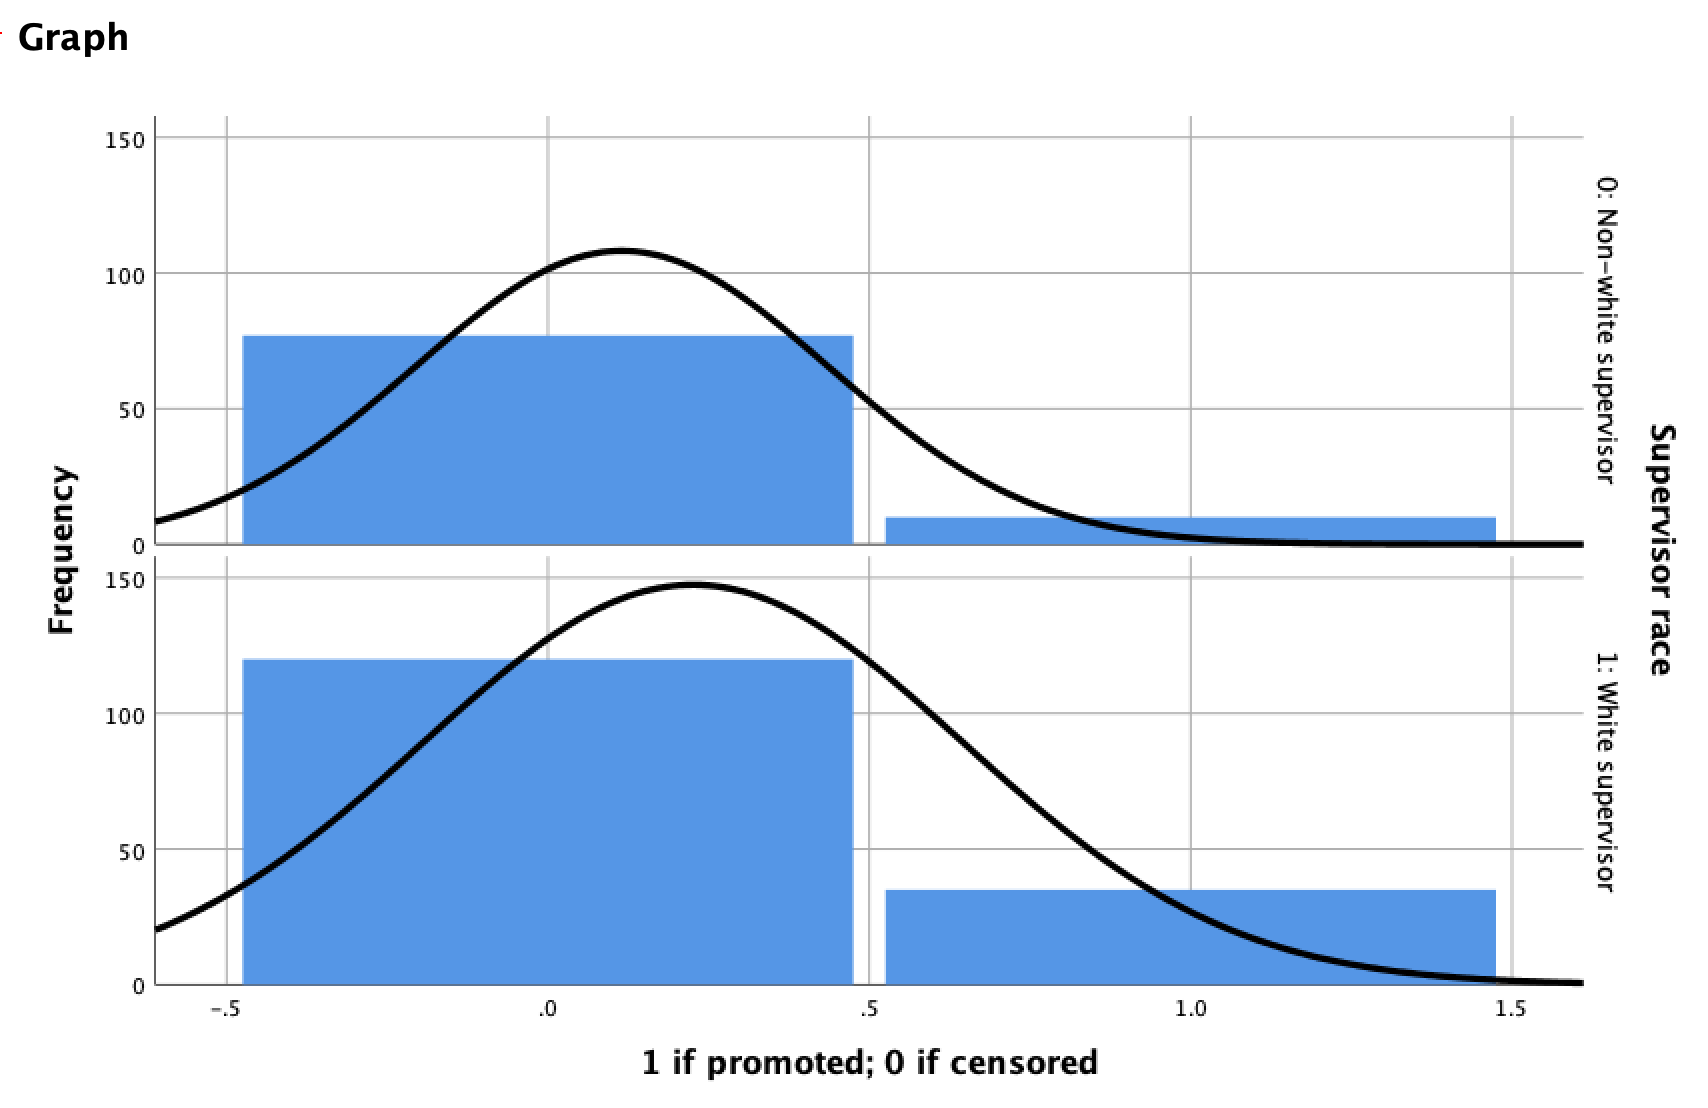 Graph
150
100
50
0
150
100
50
0
-.5
.0
.5
1.0
1.5
Frequency
1 if promoted; 0 if censored
0: Non-white supervisor
1: White supervisor
Supervisor race